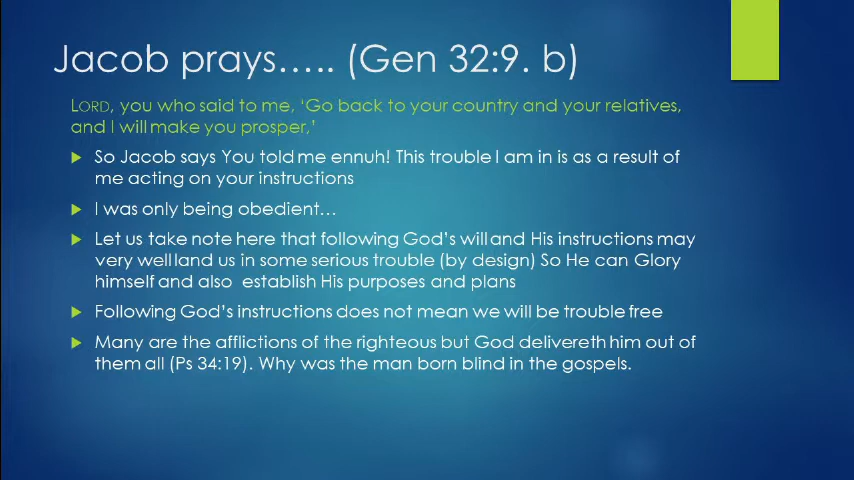 Jacob prays….. (Gen 32:9. b)
LORD, you who said to me, ‘Go back to your country and your relatives,
and I will make you prosper,’
So Jacob says You told me ennuh! This trouble I am in is as a result of
me acting on your instructions
I was only being obedient…
Let us take note here that following God’s will and His instructions may
very well land us in some serious trouble (by design) So He can Glory
himself and also establish His purposes and plans
Following God’s instructions does not mean we will be trouble free
Many are the afflictions of the righteous but God delivereth him out of
them all (Ps 34:19). Why was the man born blind in the gospels.